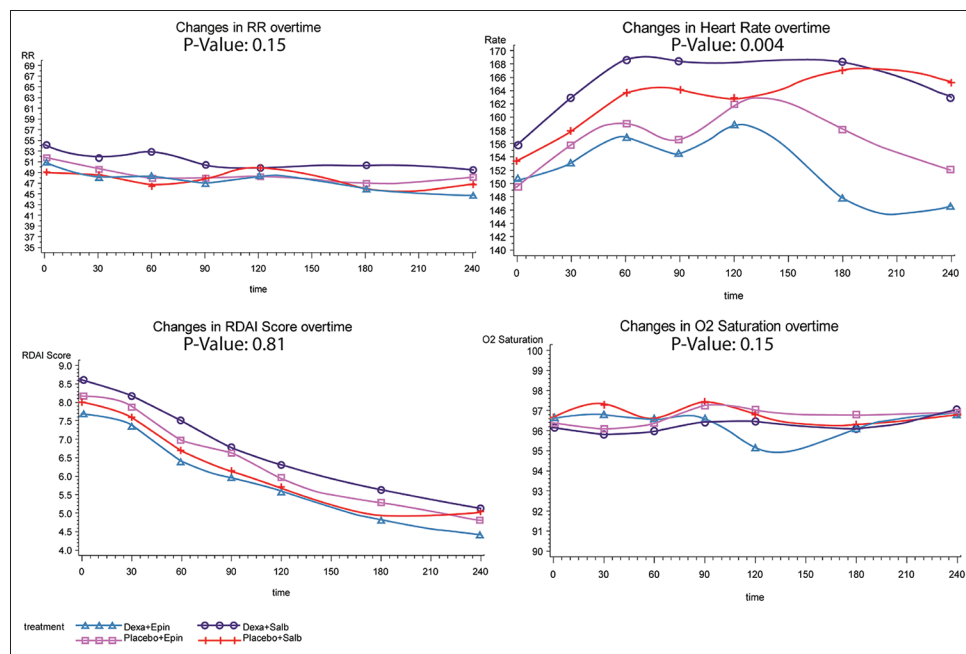 Changes in RR overtime
P-Value: 0.15
RR
69
67
65
63
61
59
57
55
53
51
49
47
45
43
41
39
37
35
0 30 60 90 120 150 180 210 240
time
Changes in Heart Rate overtime
P-Value: 0.004
Rate
170
168
166
164
162
160
158
156
154
152
150
148
146
144
142
140
0 30 60 90 120 150 180 210 240
time
Changes in RDAI Score overtime
P-Value: 0.81
RDAI Score
9.0
8.5
8.0
7.5
7.0
6.5
6.0
5.5
5.0
4.5
4.0
0 30 60 90 120 150 180 210 240
time
Changes in O2 Saturation overtime
P-Value: 0.15
O2 Saturation
100
99
98
97
96
95
94
93
92
91
90
0 30 60 90 120 150 180 210 240
time
treatment Dexa+Epin Dexa+Salb
Placebo+Epin Placebo+Salb